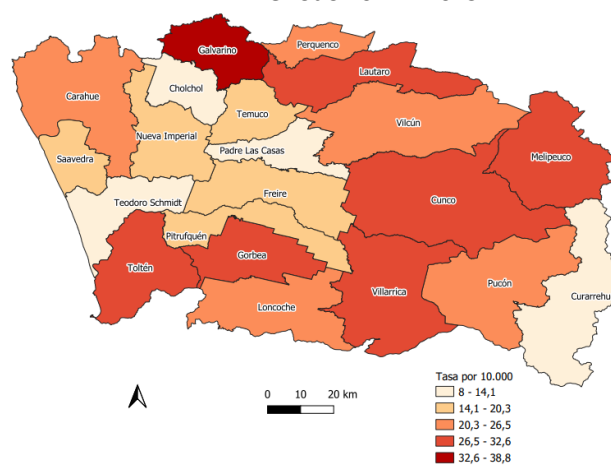 Galvarino
Perquenco
Lautaro
Cholchol
Carahue
Temuco
Vilcún
Nueva Imperial
Padre Las Casas
Saavedra
Melipeuco
Freire
Teodoro Schmidt
Cunco
Pitrufquén
Gorbea
Toltén
Pucón
Villarrica
Curarrehue
Loncoche
Tasa por 10.000
8 - 14,1
14,1 - 20,3
20,3 - 26,5
26,5 - 32,6
32,6 - 38,8
0 10 20 km